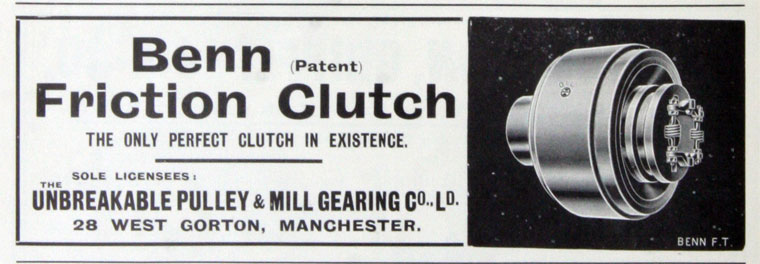 Benn (Patent)
Friction Clutch
THE ONLY PERFECT CLUTCH IN EXISTENCE.
SOLE LICENSEES:
THE UNBREAKABLE PULLEY & MILL GEARING Co., LD.
28 WEST GORTON, MANCHESTER.
OIL
BENN F.T.